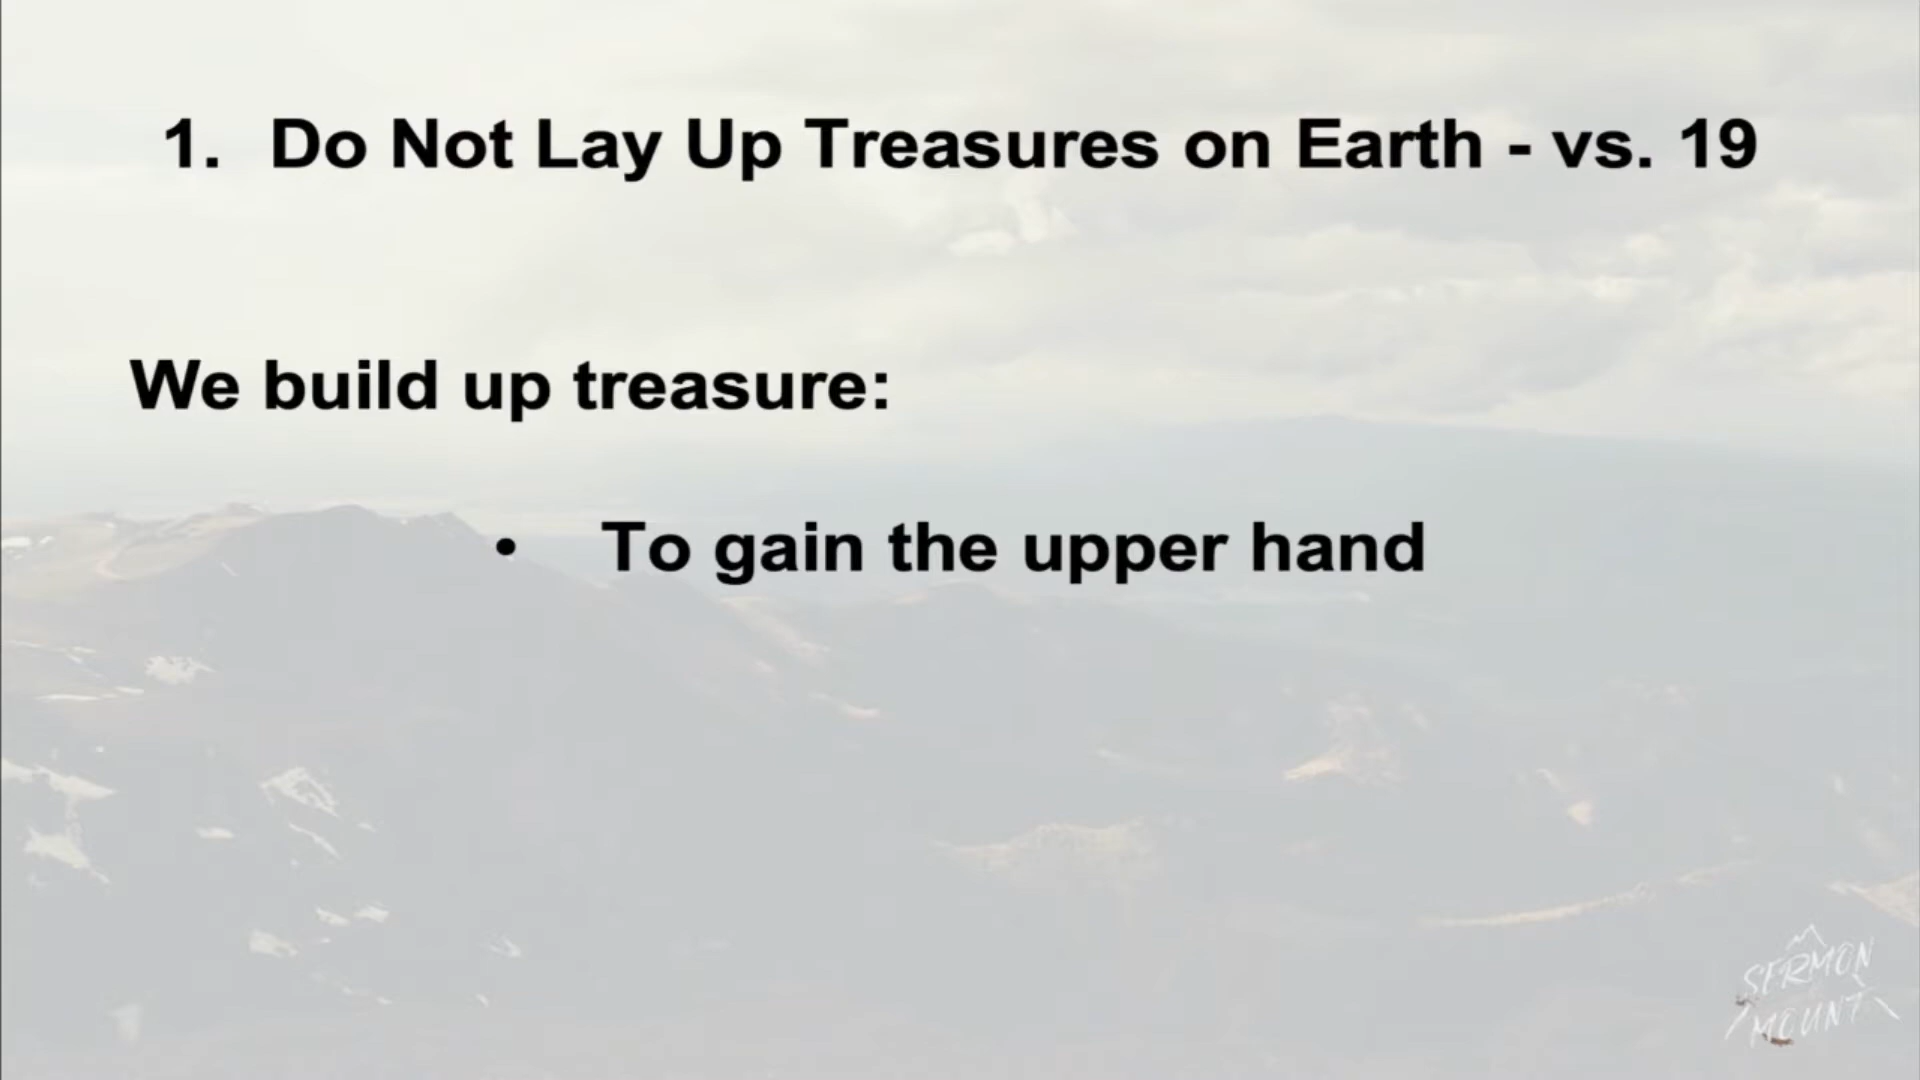 1. Do Not Lay Up Treasures on Earth - vs. 19
We build up treasure:
• To gain the upper hand
SERMON
MOUNT